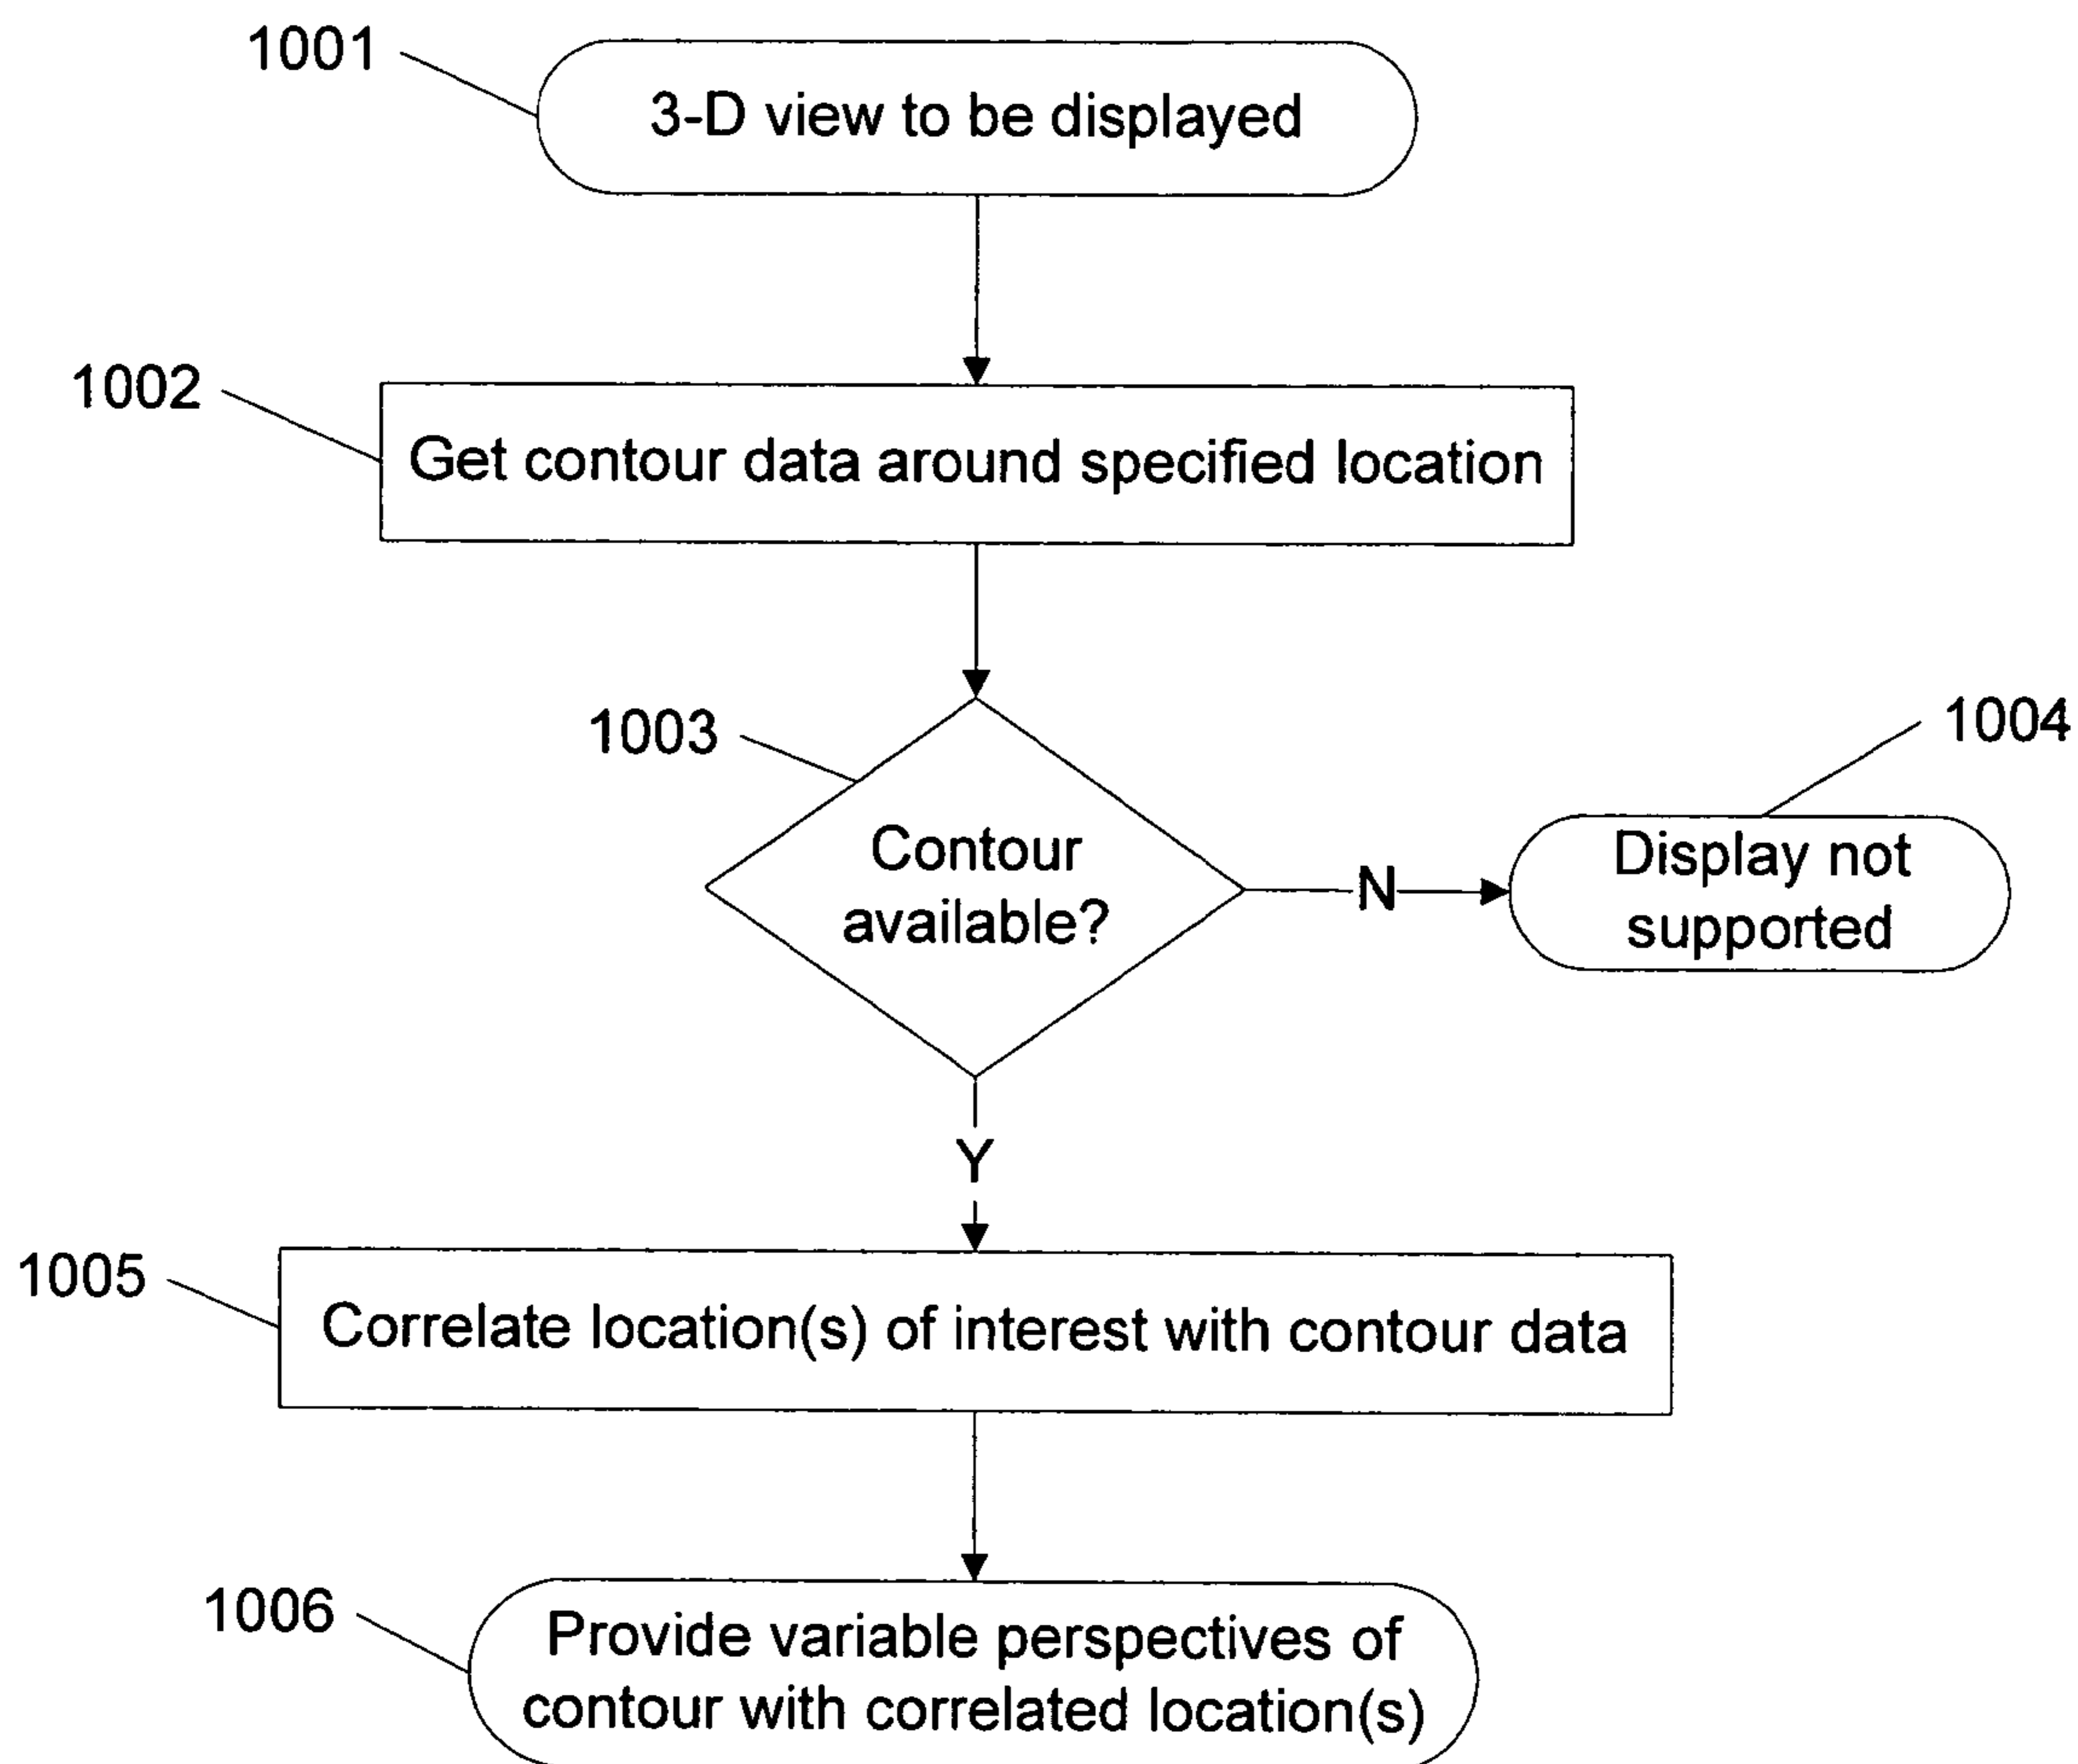 1001
3-D view to be displayed
1002
Get contour data around specified location
1003
Contour
available?
N
1004
Display not
supported
Y
1005
Correlate location(s) of interest with contour data
1006
Provide variable perspectives of
contour with correlated location(s)